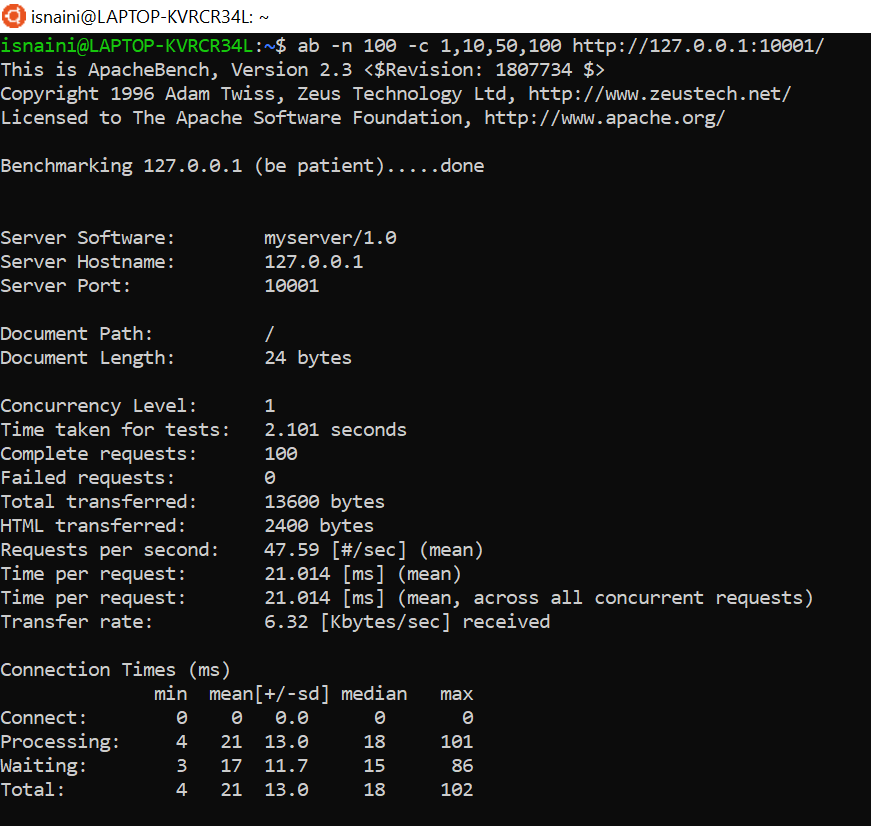 isnaini@LAPTOP-KVRCR34L: ~
isnaini@LAPTOP-KVRCR34L:~$ ab -n 100 -c 1,10,50,100 http://127.0.0.1:10001/
This is ApacheBench, Version 2.3 <$Revision: 1807734 $>
Copyright 1996 Adam Twiss, Zeus Technology Ltd, http://www.zeustech.net/
Licensed to The Apache Software Foundation, http://www.apache.org/

Benchmarking 127.0.0.1 (be patient).....done


Server Software:        myserver/1.0
Server Hostname:        127.0.0.1
Server Port:            10001

Document Path:          /
Document Length:        24 bytes

Concurrency Level:      1
Time taken for tests:   2.101 seconds
Complete requests:      100
Failed requests:        0
Total transferred:      13600 bytes
HTML transferred:       2400 bytes
Requests per second:    47.59 [#/sec] (mean)
Time per request:       21.014 [ms] (mean)
Time per request:       21.014 [ms] (mean, across all concurrent requests)
Transfer rate:          6.32 [Kbytes/sec] received

Connection Times (ms)
              min  mean[+/-sd] median   max
Connect:        0    0   0.0      0       0
Processing:     4   21  13.0     18     101
Waiting:        3   17  11.7     15      86
Total:          4   21  13.0     18     102